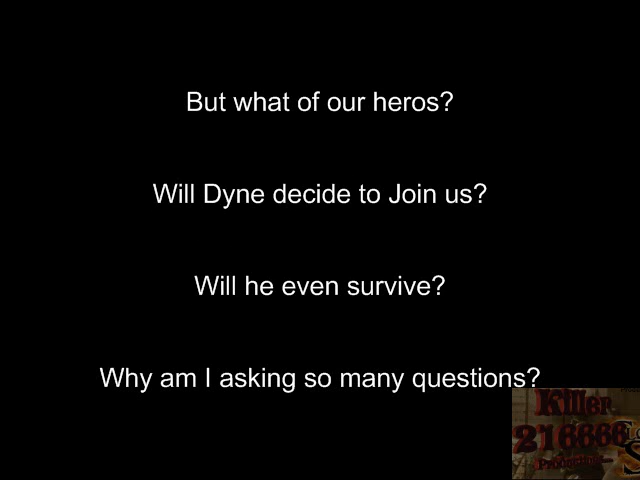 But what of our heros?
Will Dyne decide to Join us?
Will he even survive?
Why am I asking so many questions?
Killer
216666
Productions